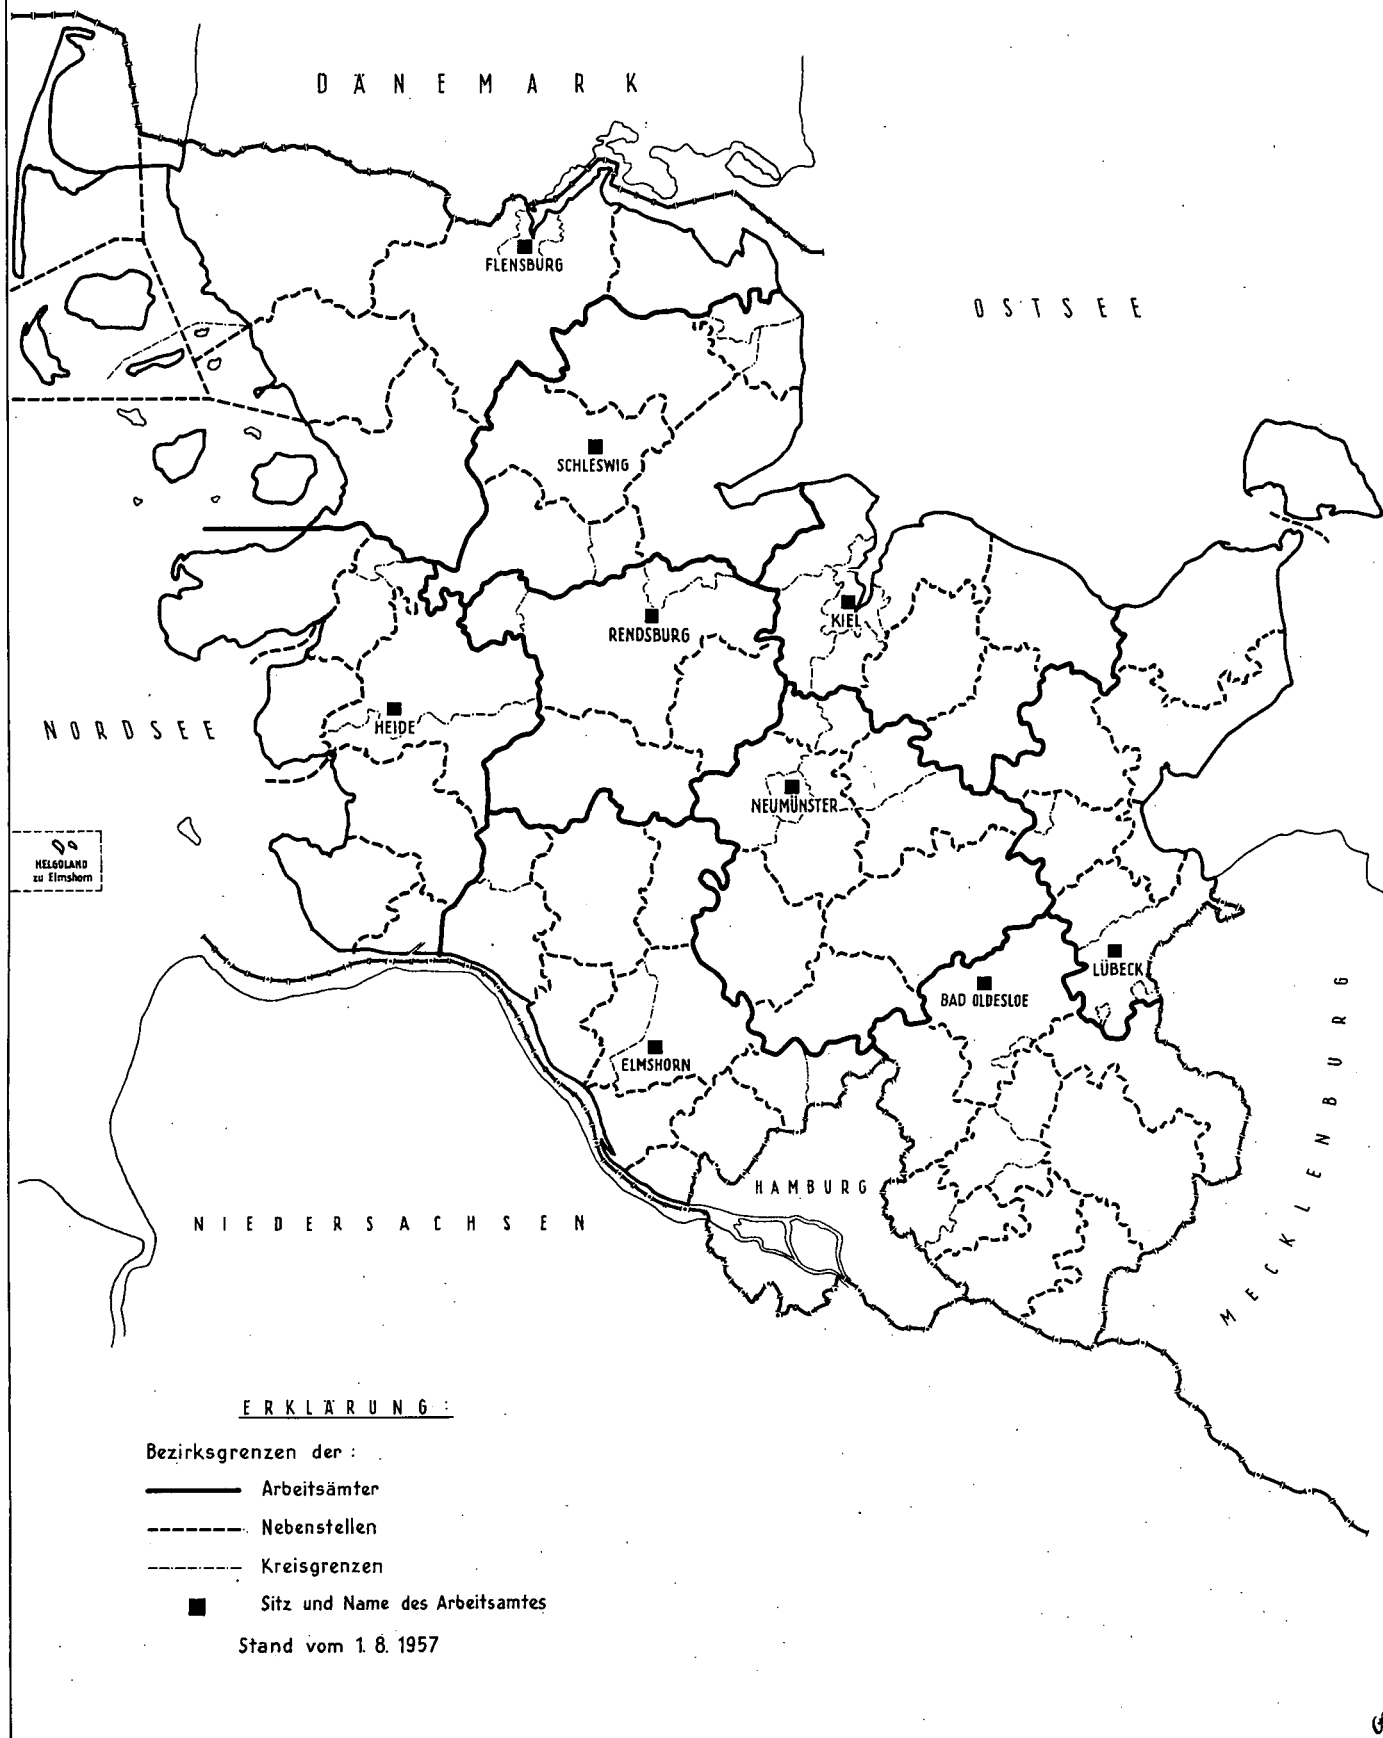 DÄNEMARK
FLENSBURG
OSTSEE
SCHLESWIG
RENDSBURG
KIEL
HEIDE
NORDSEE
NEUMÜNSTER
HELGOLAND
zu Elmshorn
LÜBECK
BAD OLDESLOE
ELMSHORN
HAMBURG
NIEDERSACHSEN
MECKLENBURG
ERKLÄRUNG:
Bezirksgrenzen der:
Arbeitsämter
Nebenstellen
Kreisgrenzen
Sitz und Name des Arbeitsamtes
Stand vom 1. 8. 1957